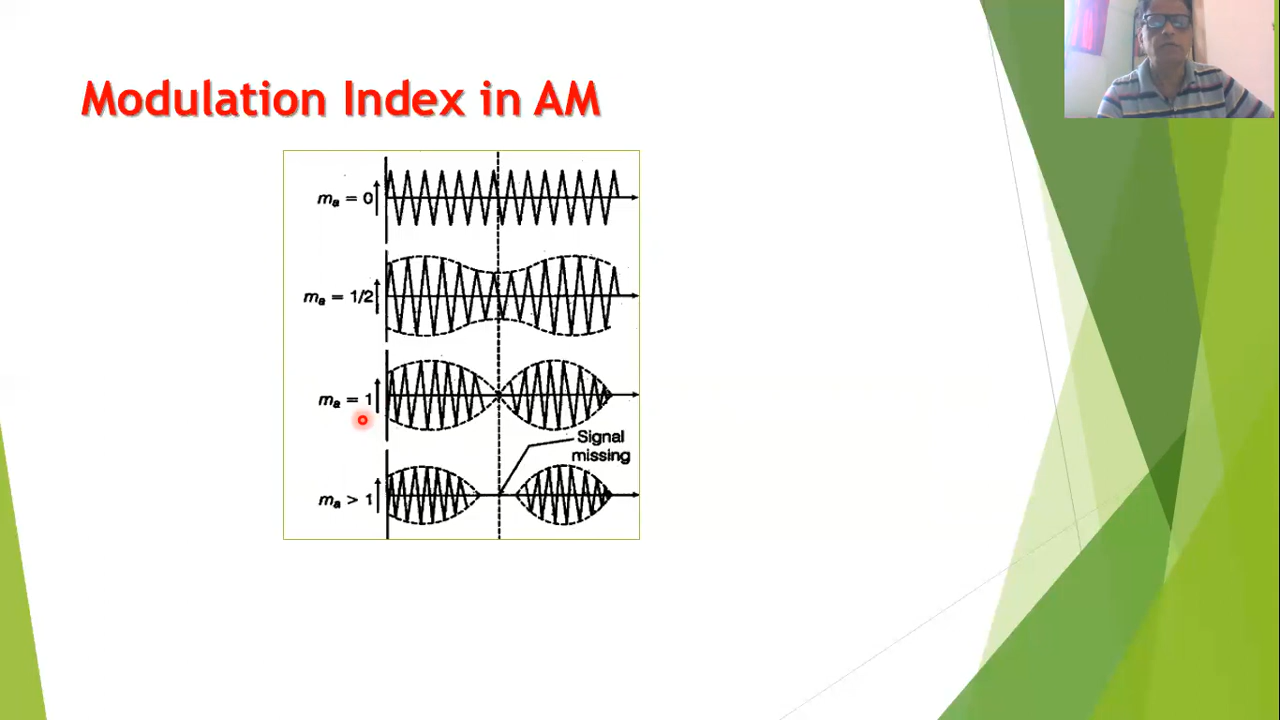 Modulation Index in AM
mₐ = 0
mₐ = 1/2
mₐ = 1
Signal
missing
mₐ > 1